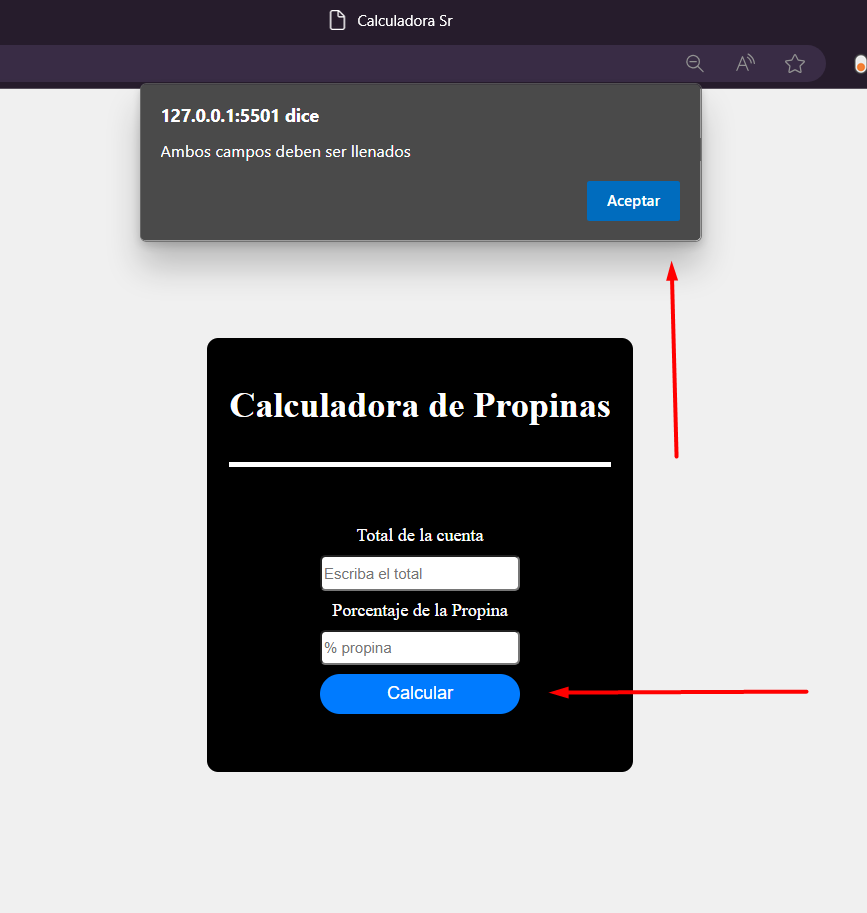 Calculadora Sr
127.0.0.1:5501 dice
Ambos campos deben ser llenados
Aceptar
Calculadora de Propinas
Total de la cuenta
Escriba el total
Porcentaje de la Propina
% propina
Calcular